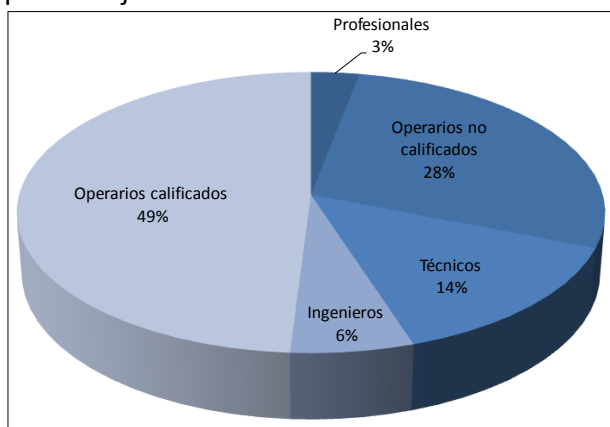 Profesionales
3%
Operarios no
calificados
28%
Operarios calificados
49%
Técnicos
14%
Ingenieros
6%